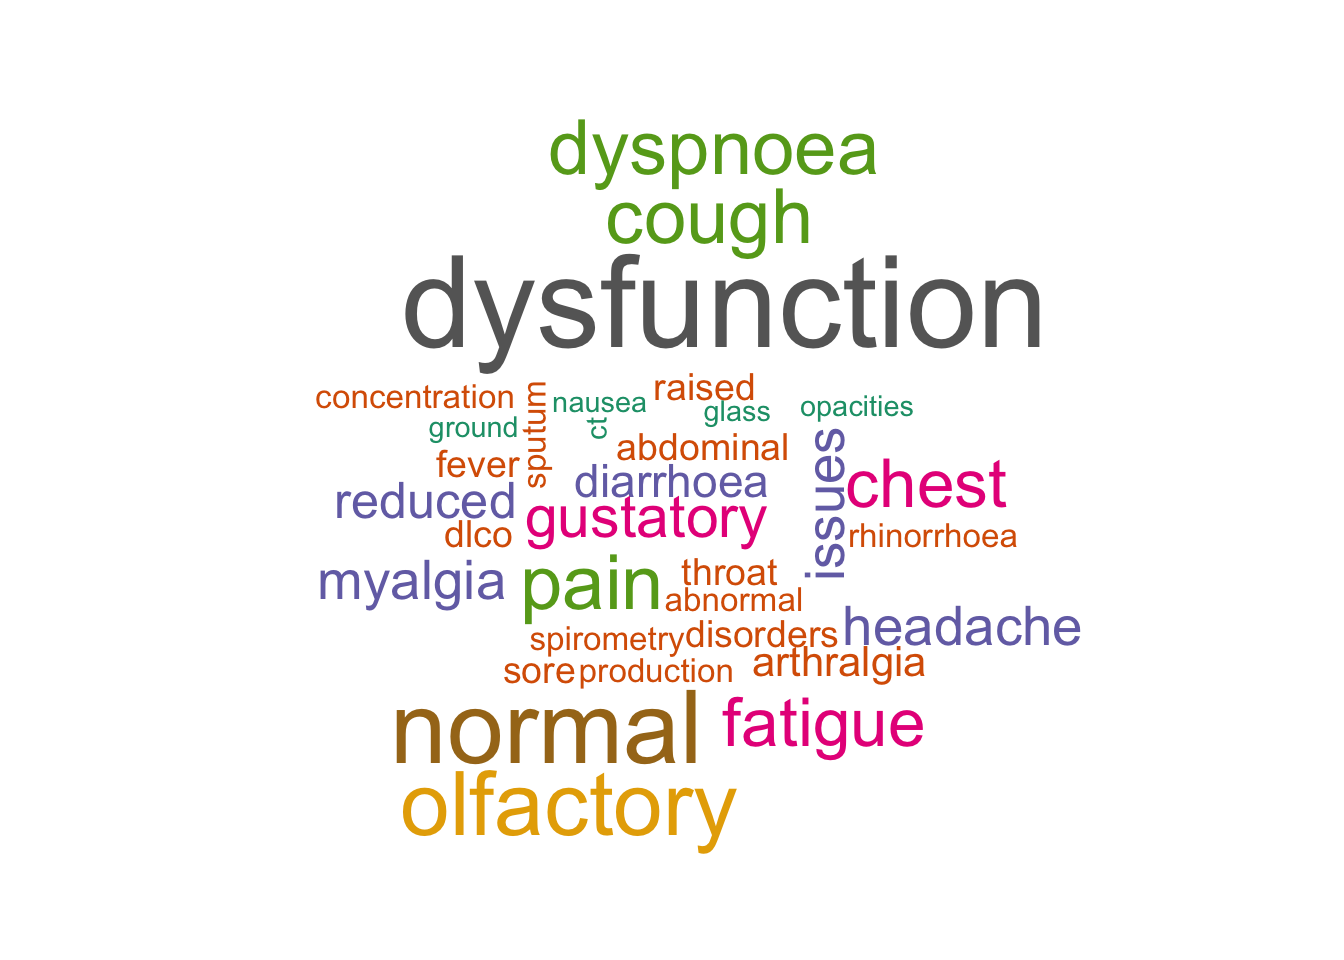 dyspnoea
cough
dysfunction
concentration
sputum
nausea
raised
glass
opacities
ground
ct
abdominal
fever
diarrhoea
issues
chest
reduced
gustatory
dlco
rhinorrhoea
myalgia
pain
throat
abnormal
headache
spirometry
disorders
sore
production
arthralgia
normal
fatigue
olfactory